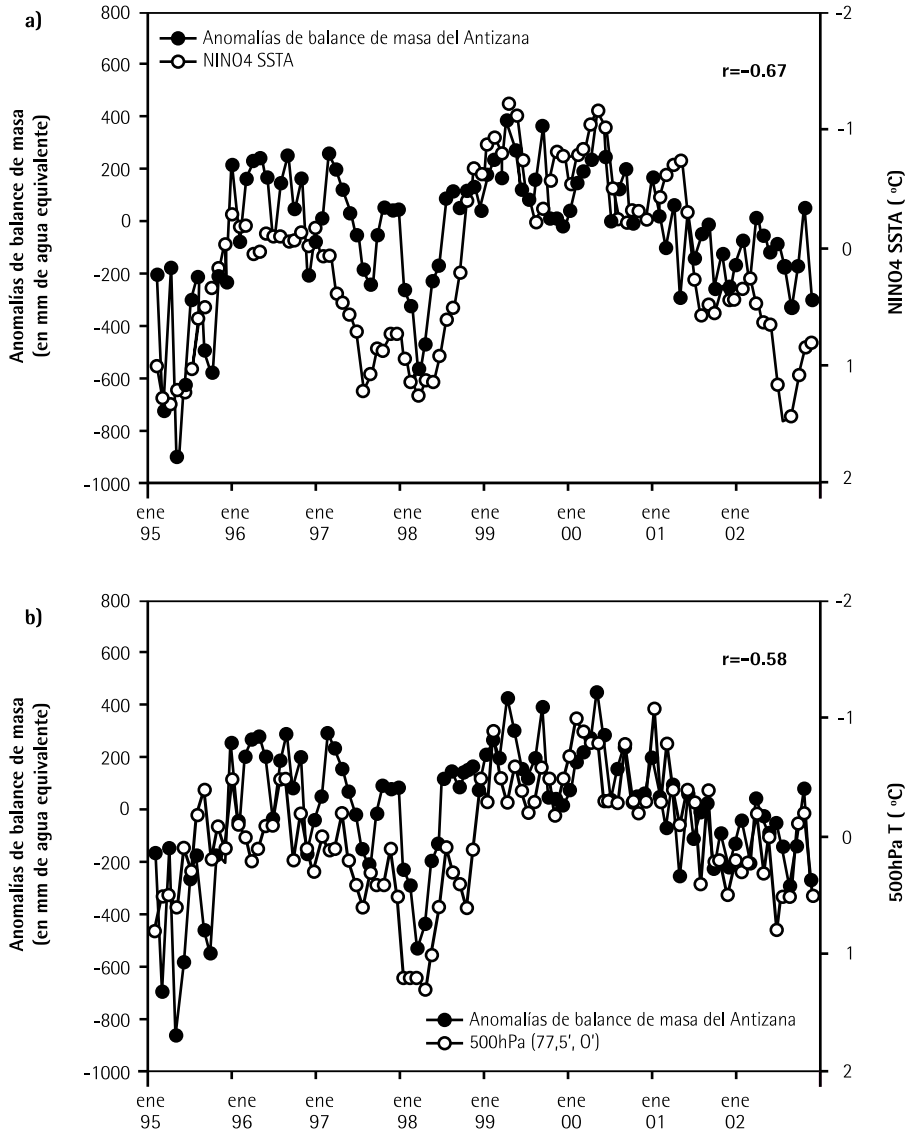 a)
Anomalías de balance de masa del Antizana
NINO4 SSTA
r=-0.67
800
600
400
200
0
-200
-400
-600
-800
-1000
Anomalías de balance de masa
(en mm de agua equivalente)
-2
-1
0
1
2
NINO4 SSTA (°C)
ene ene ene ene ene ene ene ene
95 96 97 98 99 00 01 02
b)
r=-0.58
800
600
400
200
0
-200
-400
-600
-800
-1000
Anomalías de balance de masa
(en mm de agua equivalente)
-2
-1
0
1
2
500hPa T (°C)
Anomalías de balance de masa del Antizana
500hPa (77,5', O')
ene ene ene ene ene ene ene ene
95 96 97 98 99 00 01 02